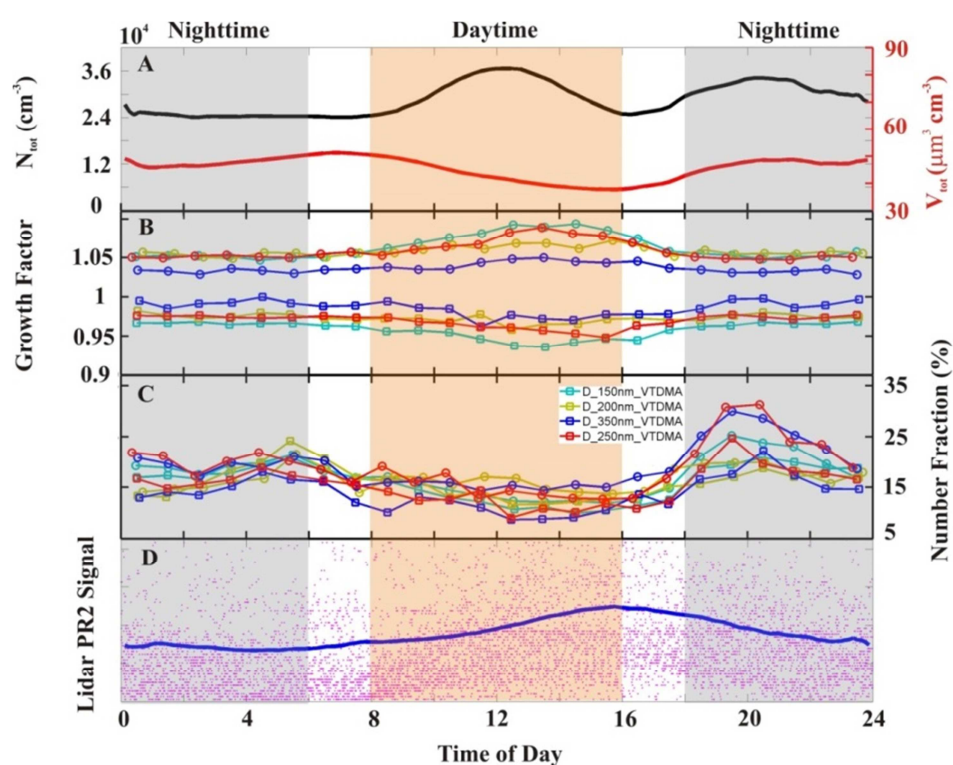 Nighttime Daytime Nighttime
10⁴
A
3.6
2.4
1.2
0
N_tot (cm⁻³)
90
60
30
V_tot (μm³ cm⁻³)
B
1.05
1
0.95
0.9
Growth Factor
C
D_150nm_VTDMA
D_200nm_VTDMA
D_350nm_VTDMA
D_250nm_VTDMA
35
25
15
5
Number Fraction (%)
D
Lidar PR2 Signal
0 4 8 12 16 20 24
Time of Day